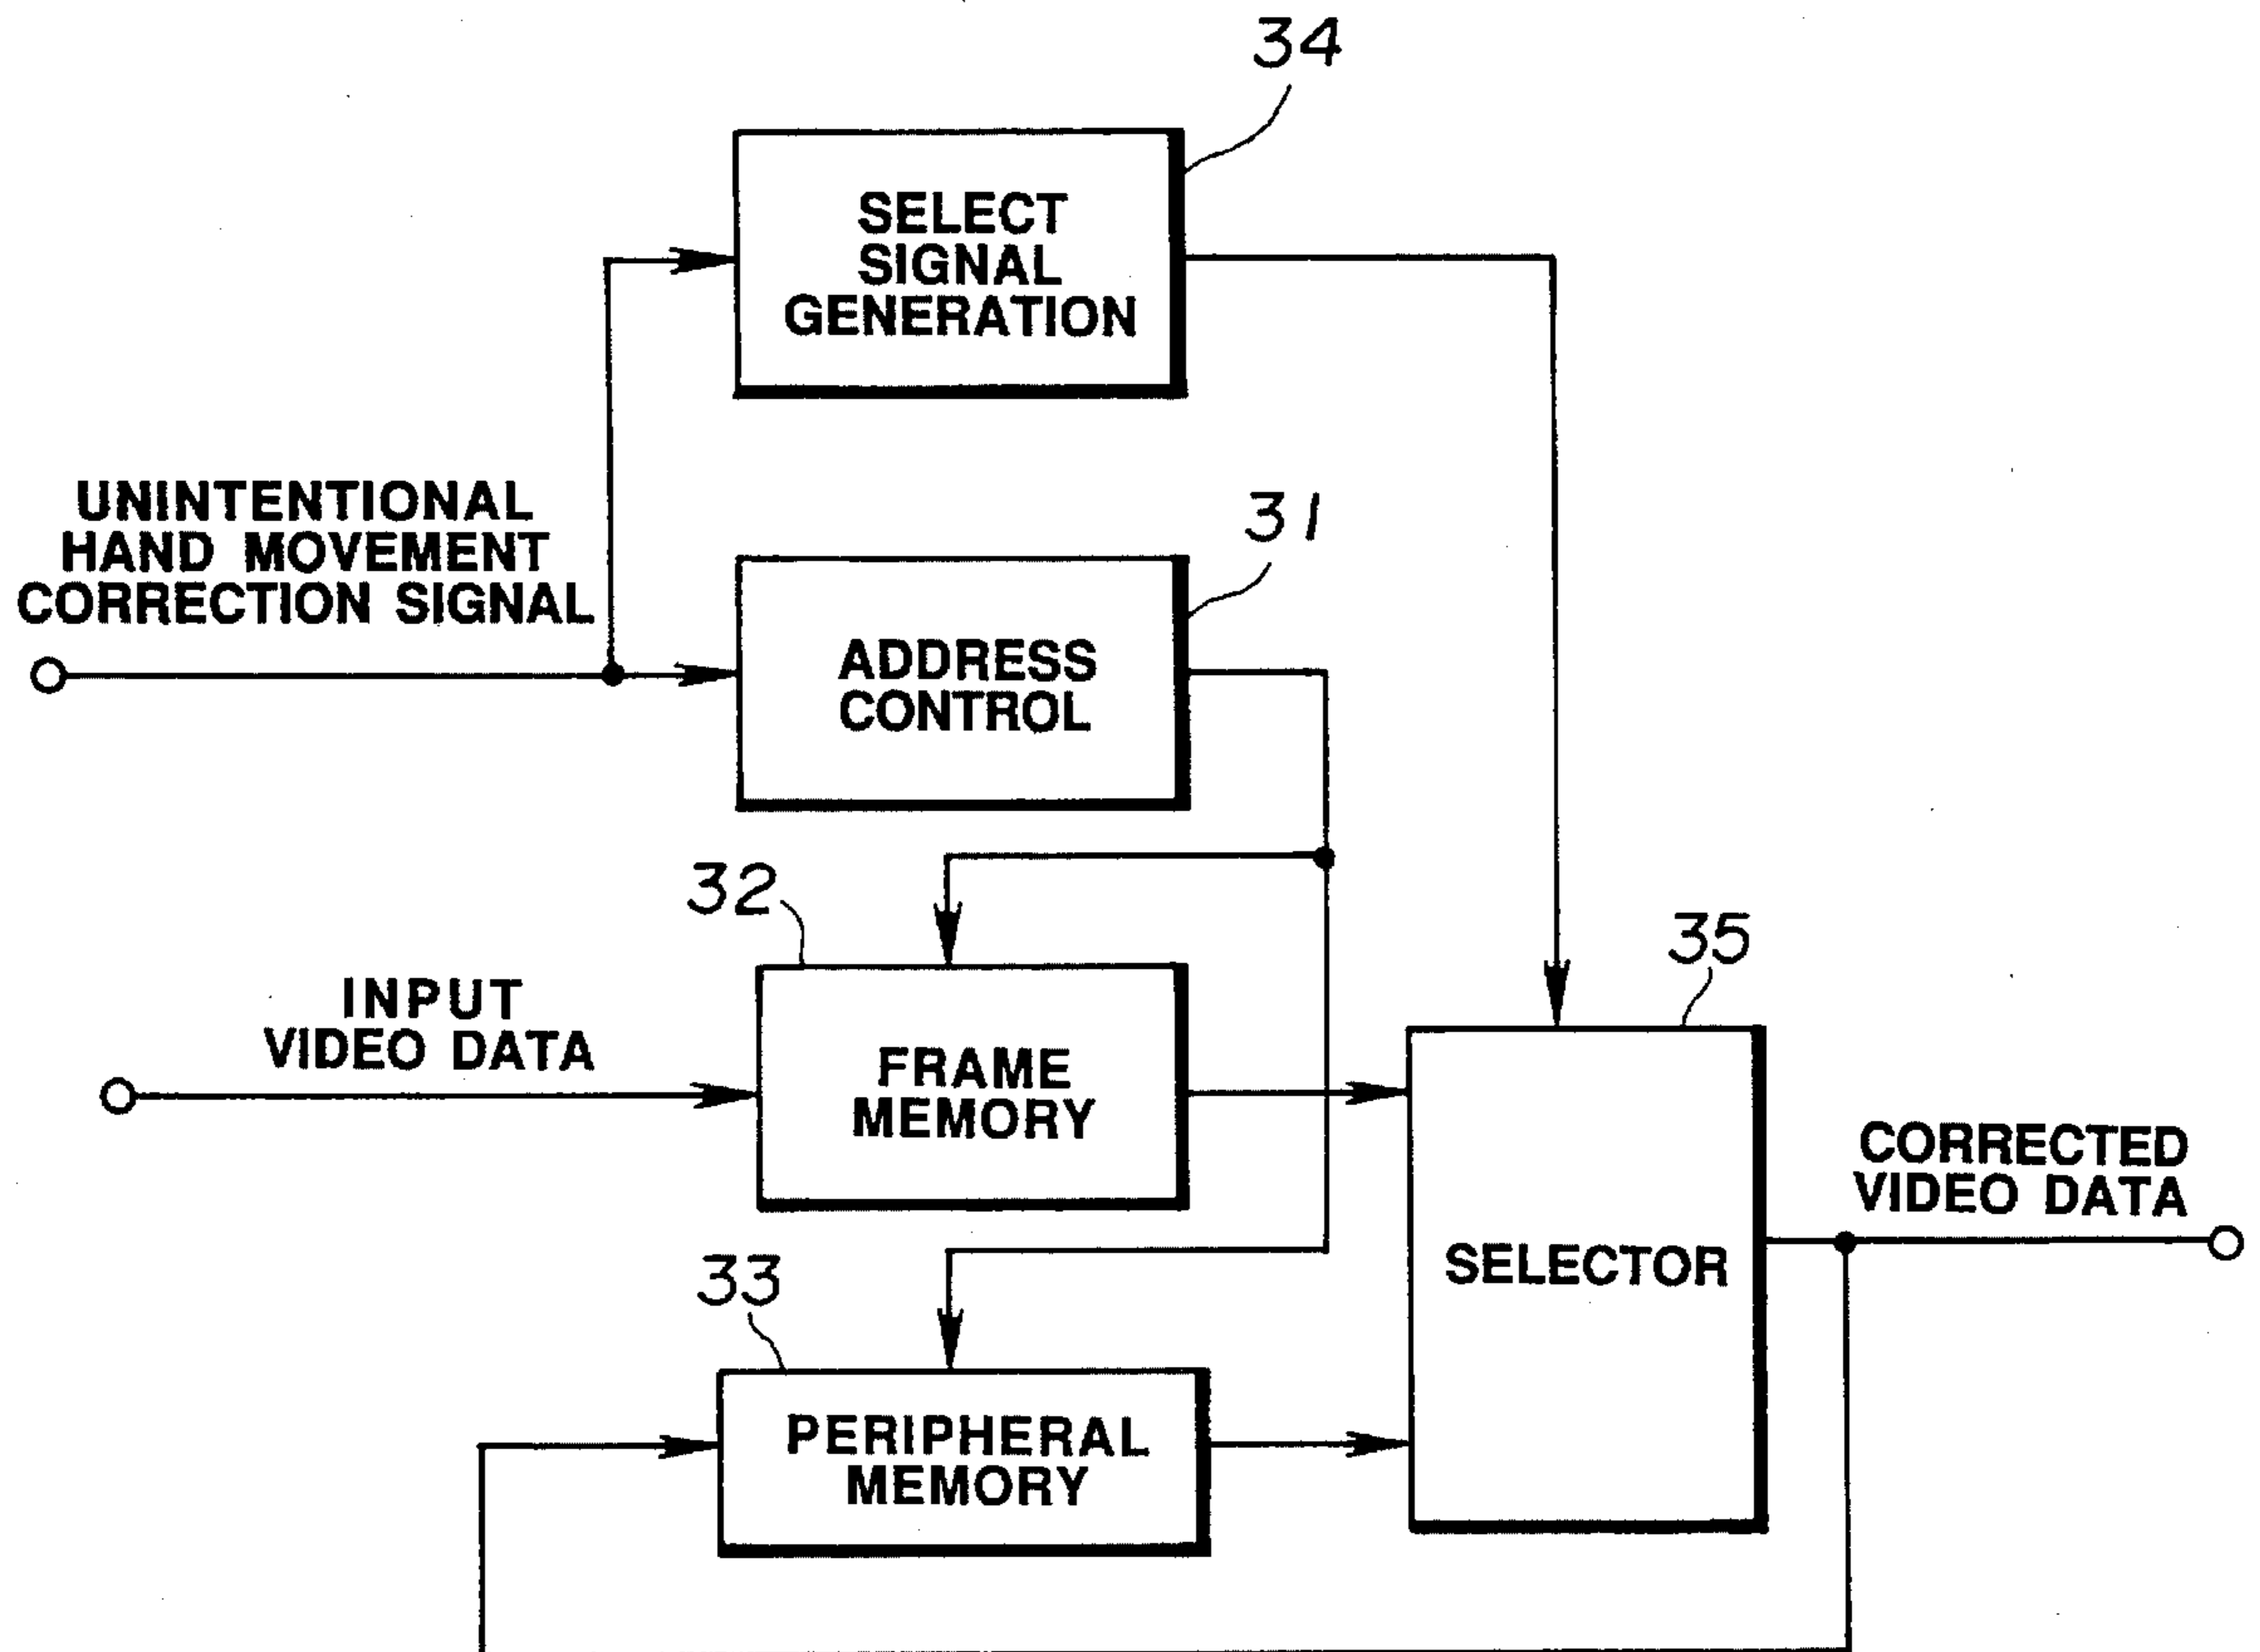 34
SELECT
SIGNAL
GENERATION
UNINTENTIONAL
HAND MOVEMENT
CORRECTION SIGNAL
31
ADDRESS
CONTROL
32
INPUT
VIDEO DATA
FRAME
MEMORY
35
SELECTOR
CORRECTED
VIDEO DATA
33
PERIPHERAL
MEMORY